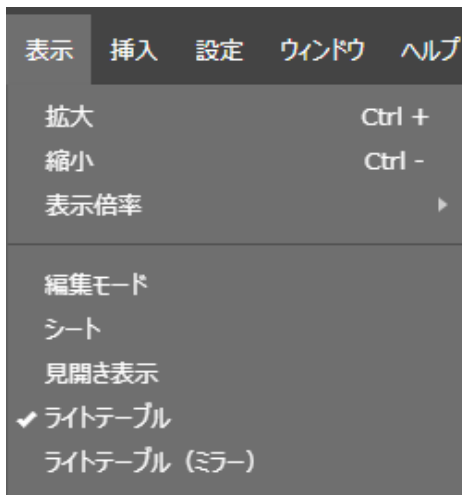 表示 挿入 設定 ウィンドウ ヘルプ
拡大 Ctrl +
縮小 Ctrl -
表示倍率
編集モード
シート
見開き表示
ライトテーブル
ライトテーブル（ミラー）